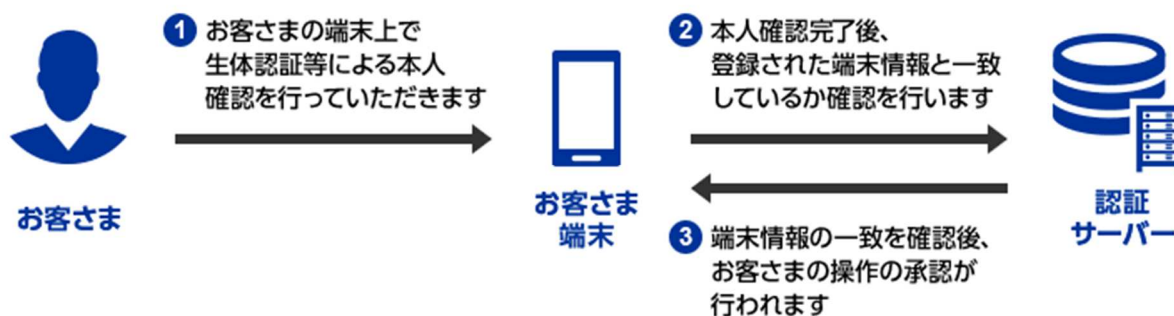 1 お客さまの端末上で
生体認証等による本人
確認を行っていただきます
2 本人確認完了後、
登録された端末情報と一致
しているか確認を行います
お客さま
お客さま
端末
認証
サーバー
3 端末情報の一致を確認後、
お客さまの操作の承認が
行われます